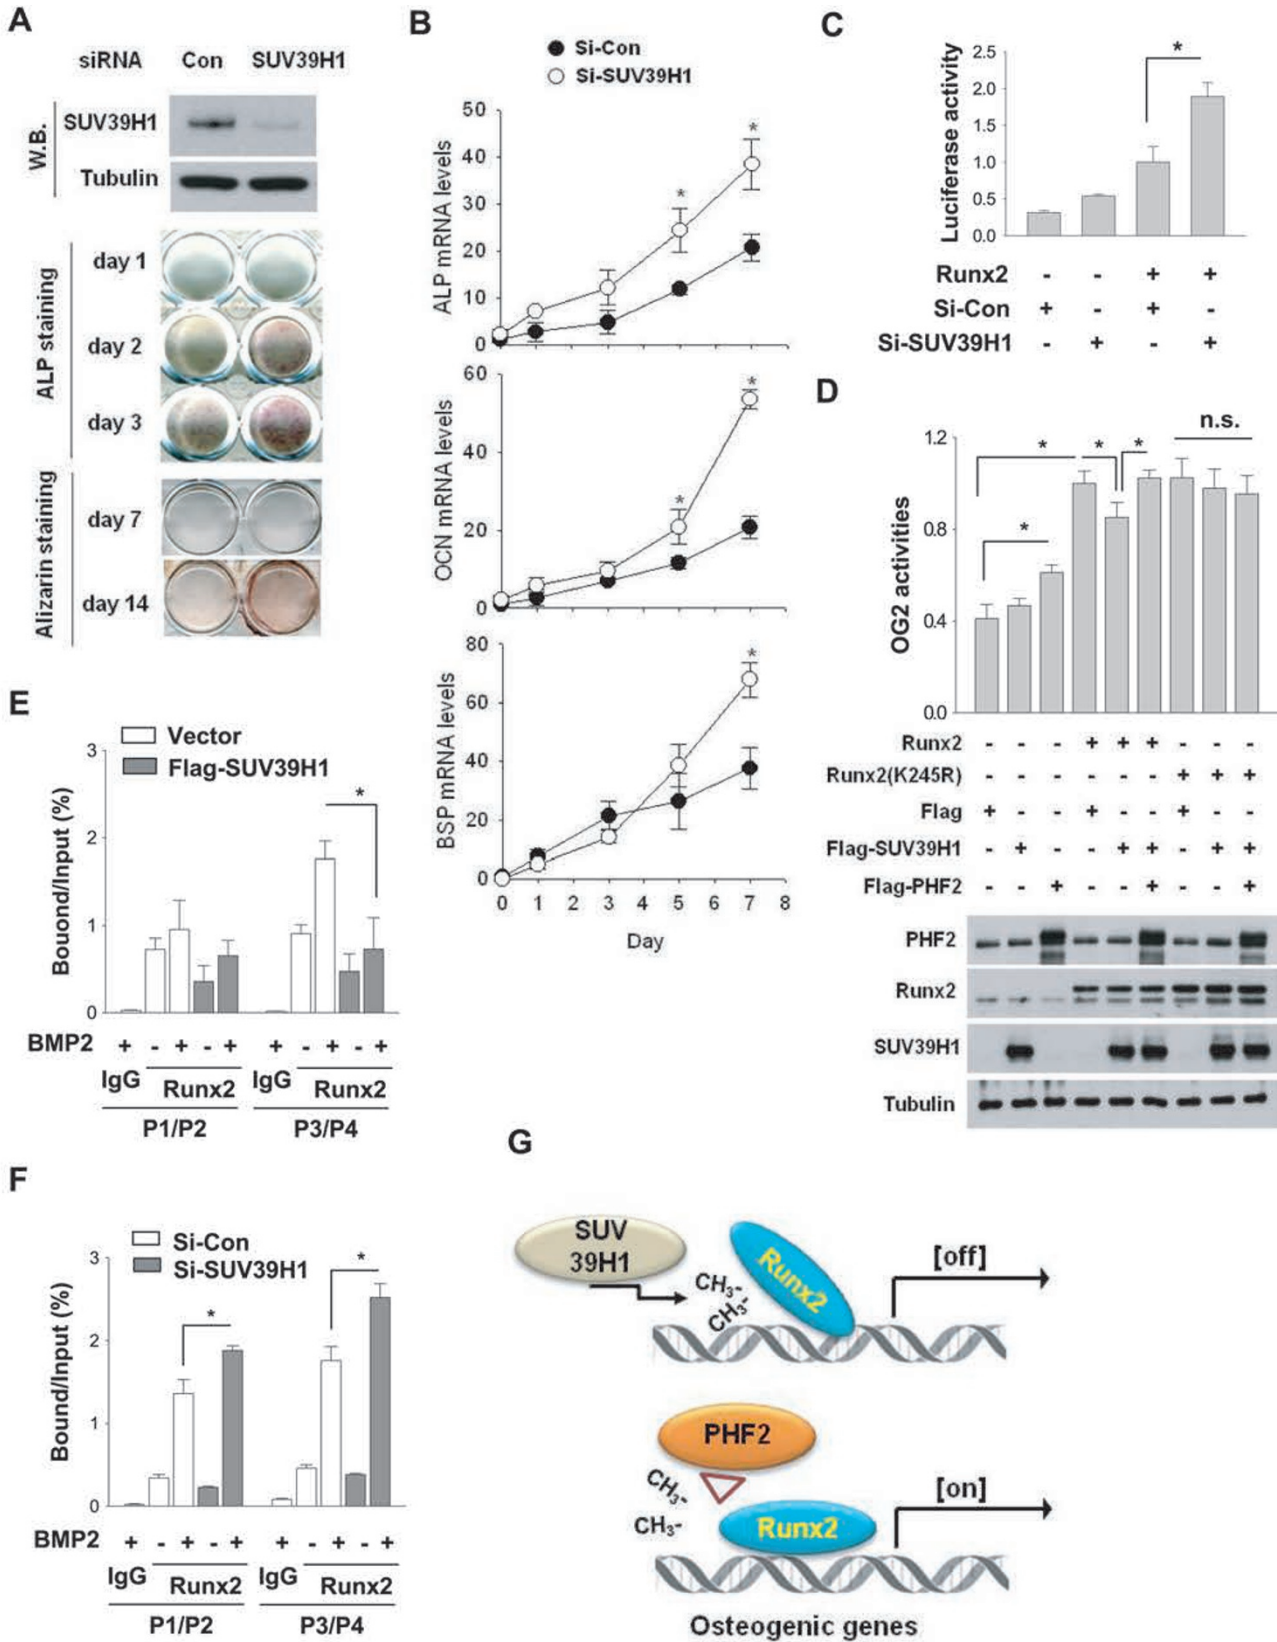 A
siRNA Con SUV39H1
W.B.
SUV39H1
Tubulin
ALP staining
day 1
day 2
day 3
Alizarin staining
day 7
day 14
B
Si-Con
Si-SUV39H1
ALP mRNA levels
50
40
30
20
10
0
*
*
OCN mRNA levels
60
40
20
0
*
*
BSP mRNA levels
80
60
40
20
0
*
0 1 2 3 4 5 6 7 8
Day
C
Luciferase activity
2.5
2.0
1.5
1.0
0.5
0.0
*
Runx2 - - + +
Si-Con + - + -
Si-SUV39H1 - + - +
D
OG2 activities
1.2
0.8
0.4
0.0
* * * n.s.
*
Runx2 - - - + + + - - -
Runx2(K245R) - - - - - - + + +
Flag + - - + - - + - -
Flag-SUV39H1 - + - - + + - + +
Flag-PHF2 - - + - - + - - +
PHF2
Runx2
SUV39H1
Tubulin
E
Vector
Flag-SUV39H1
Bouond/Input (%)
3
2
1
0
*
BMP2 + - + - + + - + - +
IgG Runx2 IgG Runx2
P1/P2 P3/P4
F
Si-Con
Si-SUV39H1
Bound/Input (%)
3
2
1
0
* *
BMP2 + - + - + + - + - +
IgG Runx2 IgG Runx2
P1/P2 P3/P4
G
SUV
39H1
CH3-
CH3-
Runx2
[off]
PHF2
CH3-
CH3-
Runx2
[on]
Osteogenic genes